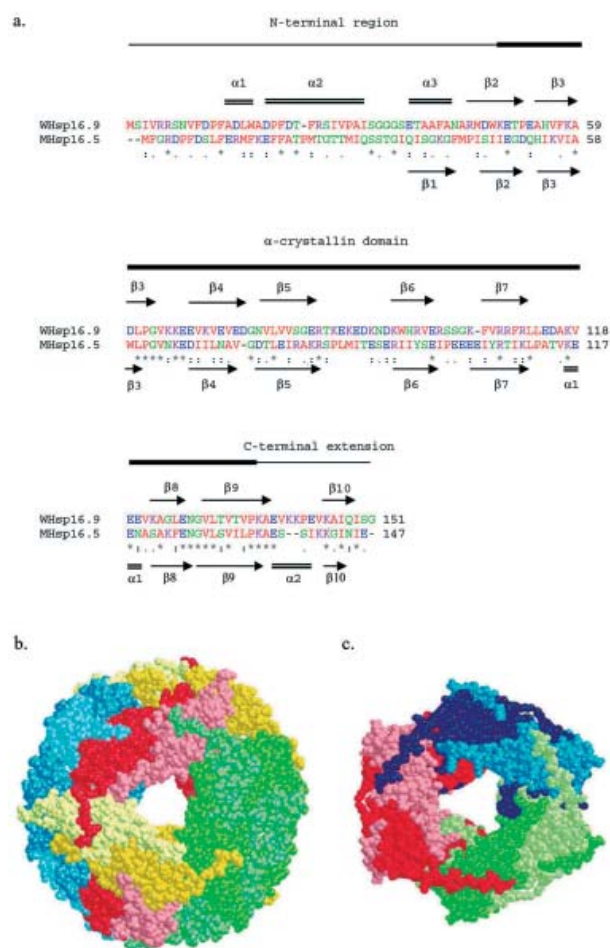 a.
N-terminal region
α1 α2 α3 β2 β3
WHsp16.9 MSIVRRSNVFDPFADLWADPFDT-FRSIVPAISGGGSETAAFANARMDWKETPEAHVFKA 59
MHsp16.5 --MFGRDPFDSLFERMFKEFFATPMTGTTMIQSSTGIQISGKGFMPISIIEGDQHIKVIA 58
β1 β2 β3
α-crystallin domain
β3 β4 β5 β6 β7
WHsp16.9 DLPGVKKEEVKVEVEDGNVLVVSGERTKEKEDKNDKWHRVERSSGK-FVRRFRLLEDAKV 118
MHsp16.5 WLPGVNKEDIILNAV-GDTLEIRAKRSPLMITESERIIYSEIPEEEEIYRTIKLPATVKE 117
β3 β4 β5 β6 β7 α1
C-terminal extension
β8 β9 β10
WHsp16.9 EEVKAGLENGVLTVTVPKAEVKKPEVKAIQISG 151
MHsp16.5 ENASAKFENGVLSVILPKAES--SIKKGINIE- 147
α1 β8 β9 α2 β10
b.
c.